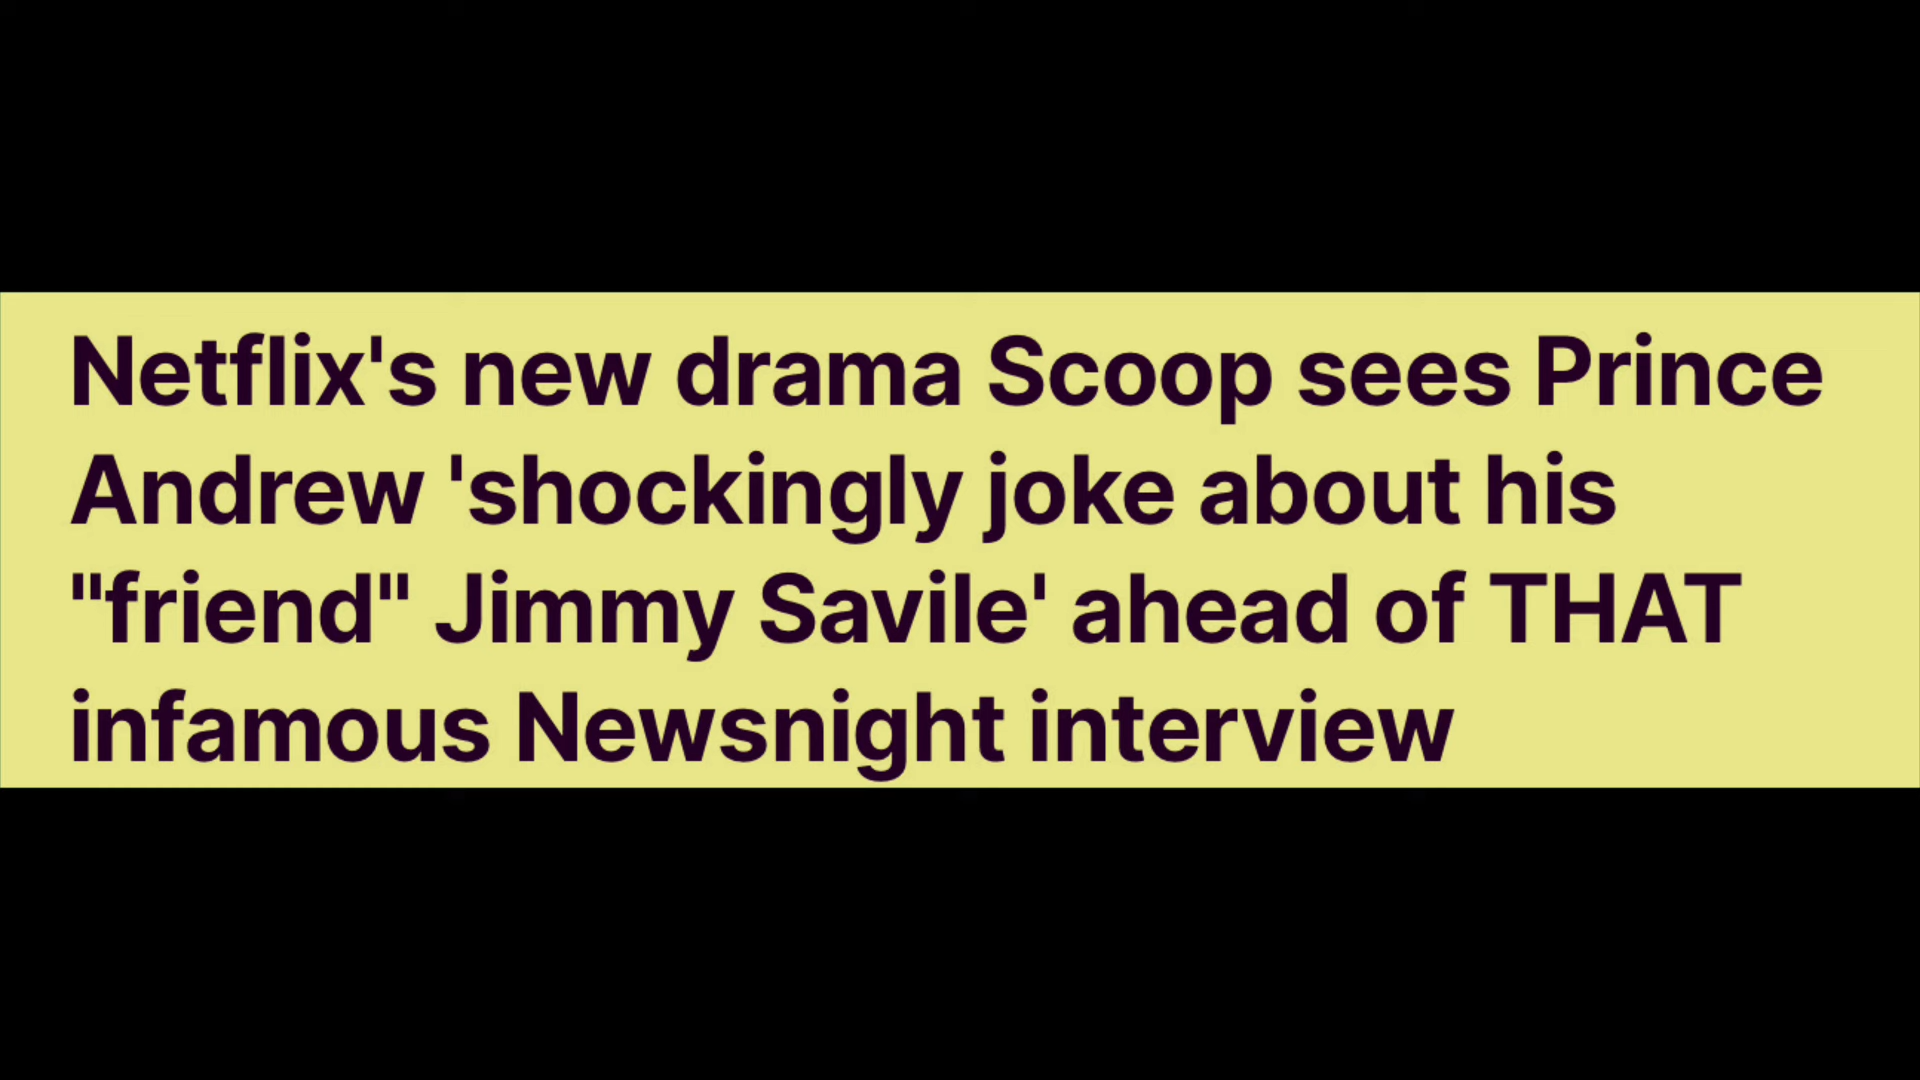 Netflix's new drama Scoop sees Prince
Andrew 'shockingly joke about his
"friend" Jimmy Savile' ahead of THAT
infamous Newsnight interview